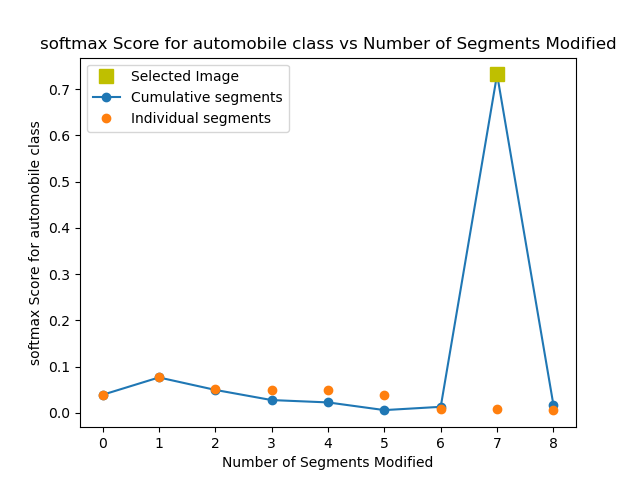 softmax Score for automobile class vs Number of Segments Modified
Selected Image
Cumulative segments
Individual segments
softmax Score for automobile class
0.7
0.6
0.5
0.4
0.3
0.2
0.1
0.0
0 1 2 3 4 5 6 7 8
Number of Segments Modified